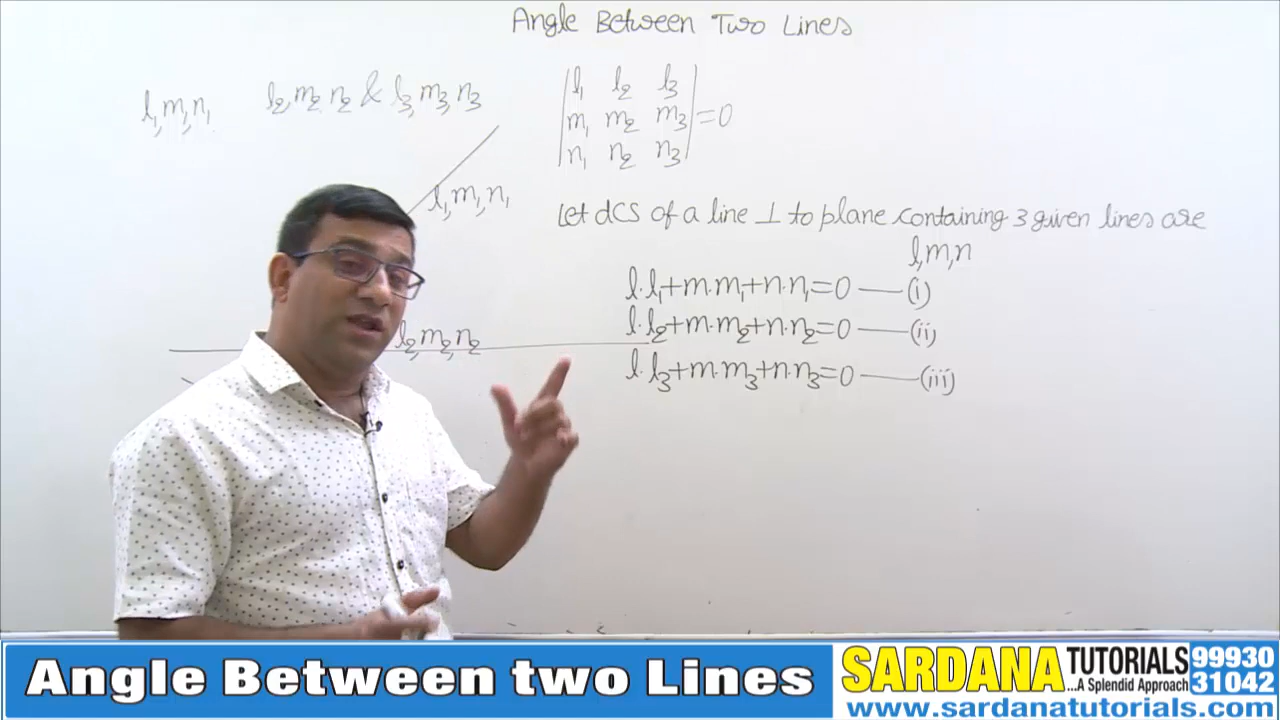 Angle Between Two Lines
l₁,m₁,n₁ l₂,m₂,n₂ & l₃,m₃,n₃
|l₁ l₂ l₃|
|m₁ m₂ m₃| =0
|n₁ n₂ n₃|
l₁,m₁,n₁
Let dCS of a line ⊥ to plane containing 3 given lines are
l,m,n
l·l₁+m·m₁+n·n₁=0 —(i)
l·l₂+m·m₂+n·n₂=0 —(ii)
l₂,m₂,n₂
l·l₃+m·m₃+n·n₃=0 —(iii)
Angle Between two Lines
SARDANA TUTORIALS 99930
...A Splendid Approach 31042
www.sardanatutorials.com